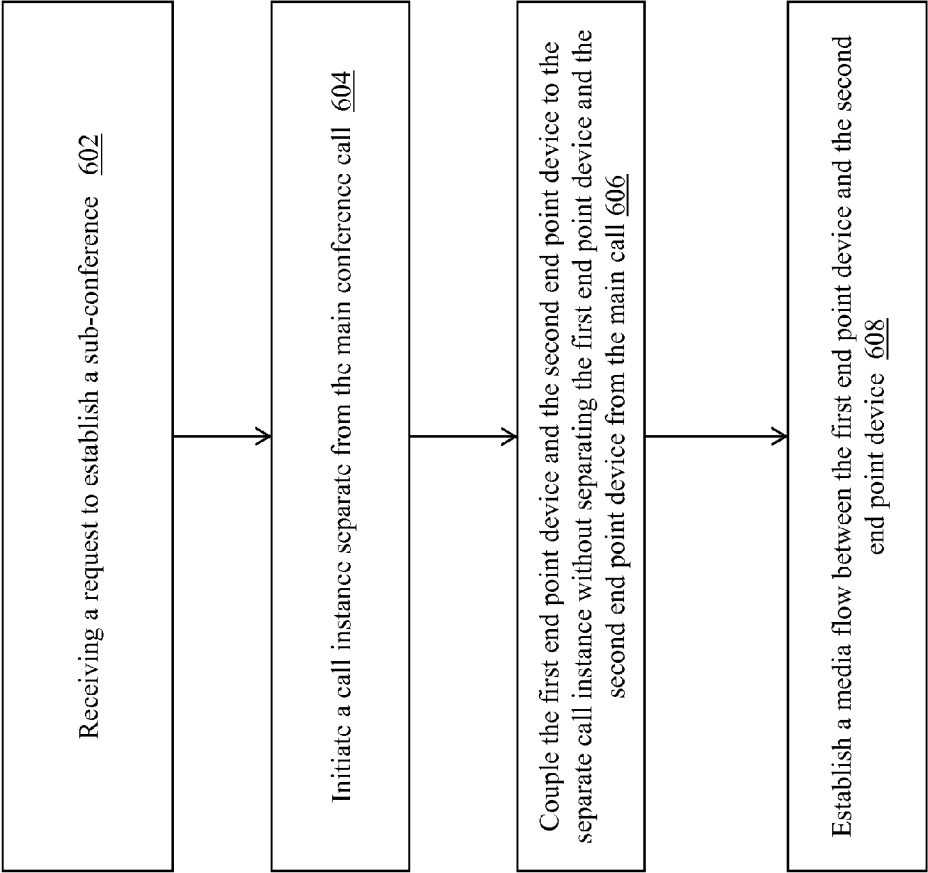 Receiving a request to establish a sub-conference 602
Initiate a call instance separate from the main conference call 604
Couple the first end point device and the second end point device to the
separate call instance without separating the first end point device and the
second end point device from the main call 606
Establish a media flow between the first end point device and the second
end point device 608